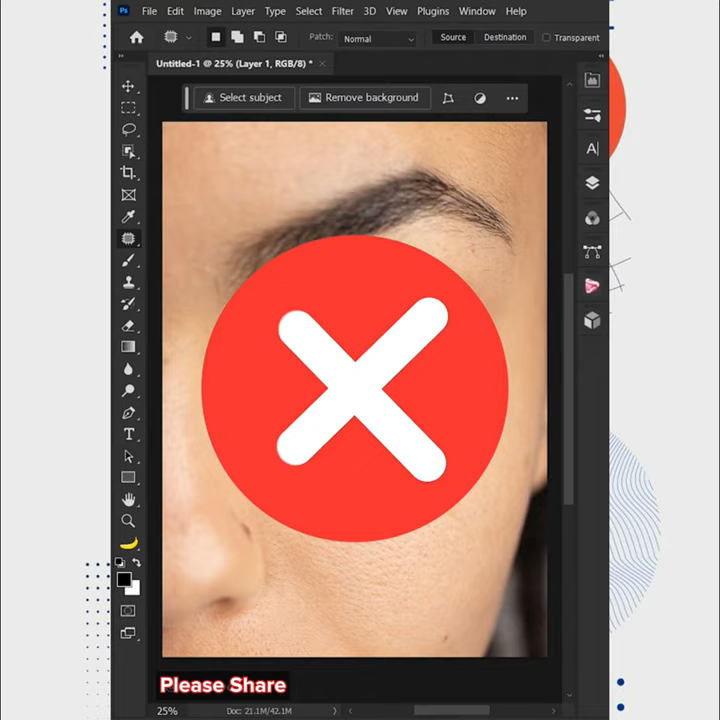 Ps File Edit Image Layer Type Select Filter 3D View Plugins Window Help
Patch: Normal Source Destination Transparent
Untitled-1 @ 25% (Layer 1, RGB/8) * ×
Select subject Remove background
Please Share
25% Doc: 21.1M/42.1M